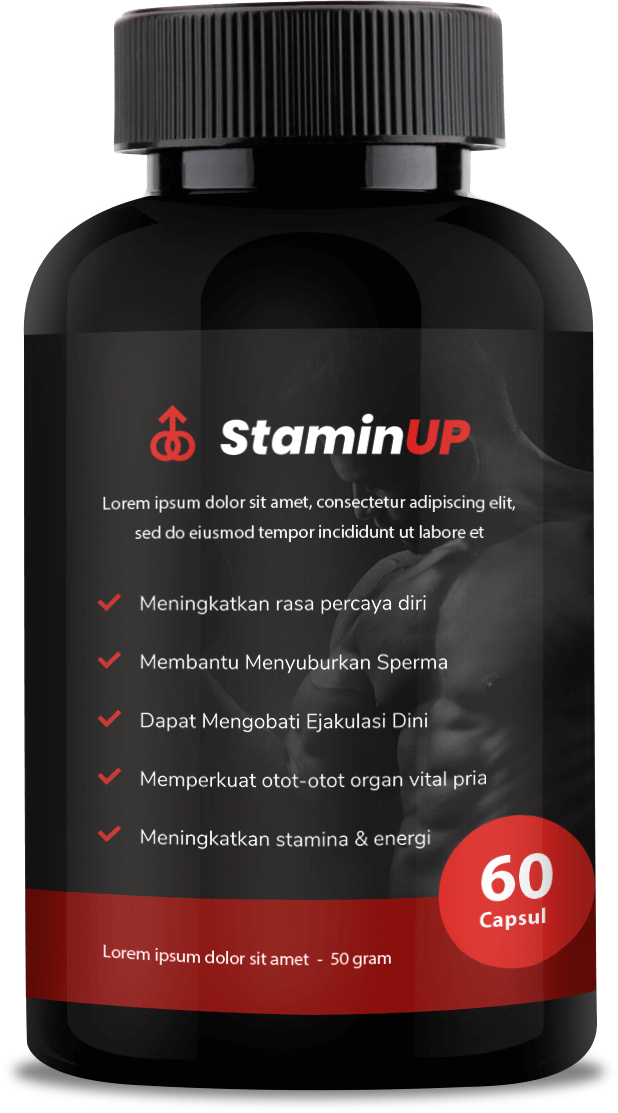 StaminUP
Lorem ipsum dolor sit amet, consectetur adipiscing elit,
sed do eiusmod tempor incididunt ut labore et
Meningkatkan rasa percaya diri
Membantu Menyuburkan Sperma
Dapat Mengobati Ejakulasi Dini
Memperkuat otot-otot organ vital pria
Meningkatkan stamina & energi
60
Capsul
Lorem ipsum dolor sit amet - 50 gram